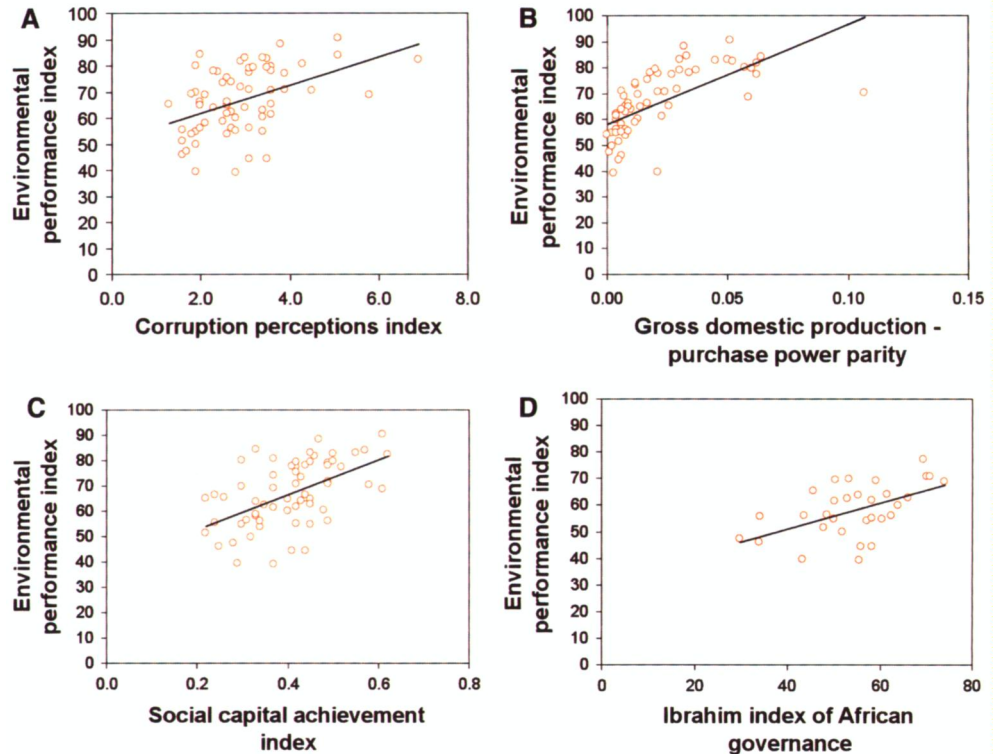 A
Environmental
performance index
100
90
80
70
60
50
40
30
20
10
0
0.0 2.0 4.0 6.0 8.0
Corruption perceptions index
B
Environmental
performance index
100
90
80
70
60
50
40
30
20
10
0
0.00 0.05 0.10 0.15
Gross domestic production -
purchase power parity
C
Environmental
performance index
100
90
80
70
60
50
40
30
20
10
0
0.0 0.2 0.4 0.6 0.8
Social capital achievement
index
D
Environmental
performance index
100
90
80
70
60
50
40
30
20
10
0
0 20 40 60 80
Ibrahim index of African
governance